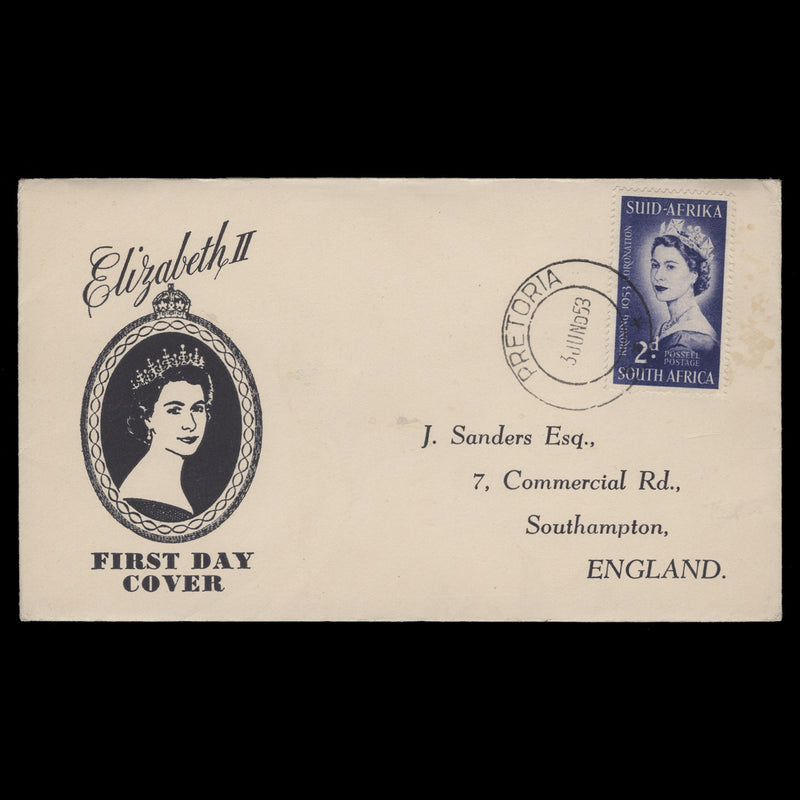 Elizabeth II
FIRST DAY
COVER
PRETORIA
3 JUN 53
SUID-AFRIKA
KRONING 1953 CORONATION
2d
POSSEËL
POSTAGE
SOUTH AFRICA
J. Sanders Esq.,
7, Commercial Rd.,
Southampton,
ENGLAND.